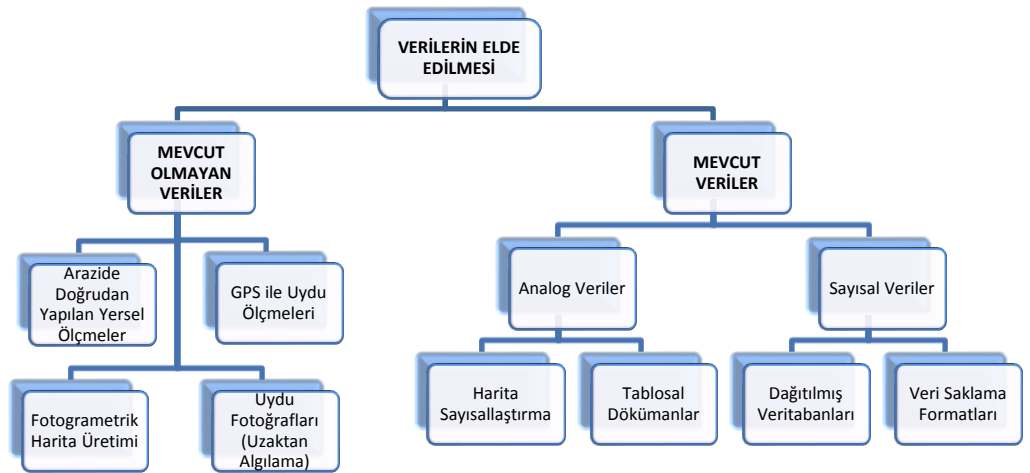 VERİLERİN ELDE
EDİLMESİ
MEVCUT
OLMAYAN
VERİLER
MEVCUT
VERİLER
Arazide
Doğrudan
Yapılan Yersel
Ölçmeler
GPS ile Uydu
Ölçmeleri
Analog Veriler
Sayısal Veriler
Fotogrametrik
Harita Üretimi
Uydu
Fotoğrafları
(Uzaktan
Algılama)
Harita
Sayısallaştırma
Tablosal
Dökümanlar
Dağıtılmış
Veritabanları
Veri Saklama
Formatları